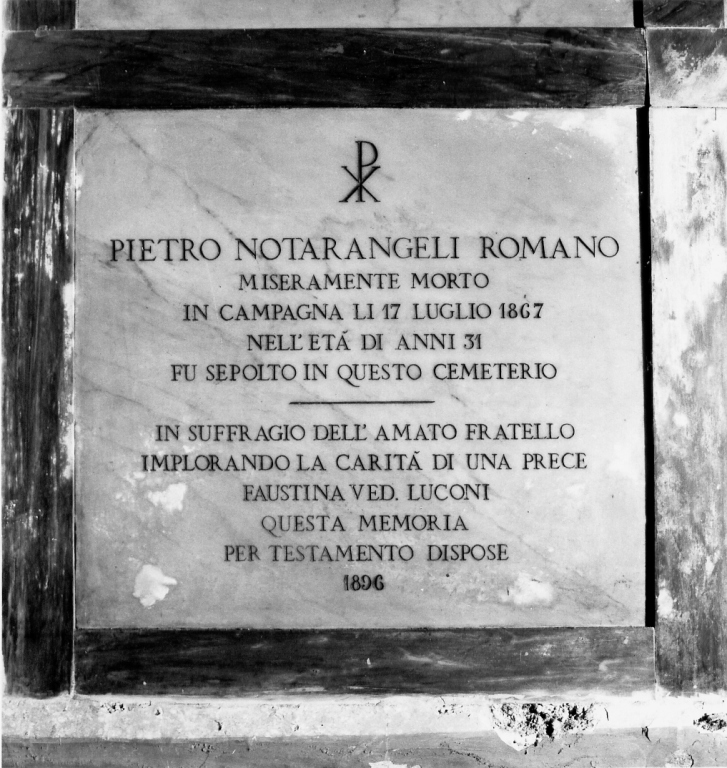 ☧
PIETRO NOTARANGELI ROMANO
MISERAMENTE MORTO
IN CAMPAGNA LI 17 LUGLIO 1867
NELL'ETÁ DI ANNI 31
FU SEPOLTO IN QUESTO CEMETERIO
IN SUFFRAGIO DELL'AMATO FRATELLO
IMPLORANDO LA CARITÁ DI UNA PRECE
FAUSTINA VED. LUCONI
QUESTA MEMORIA
PER TESTAMENTO DISPOSE
1896